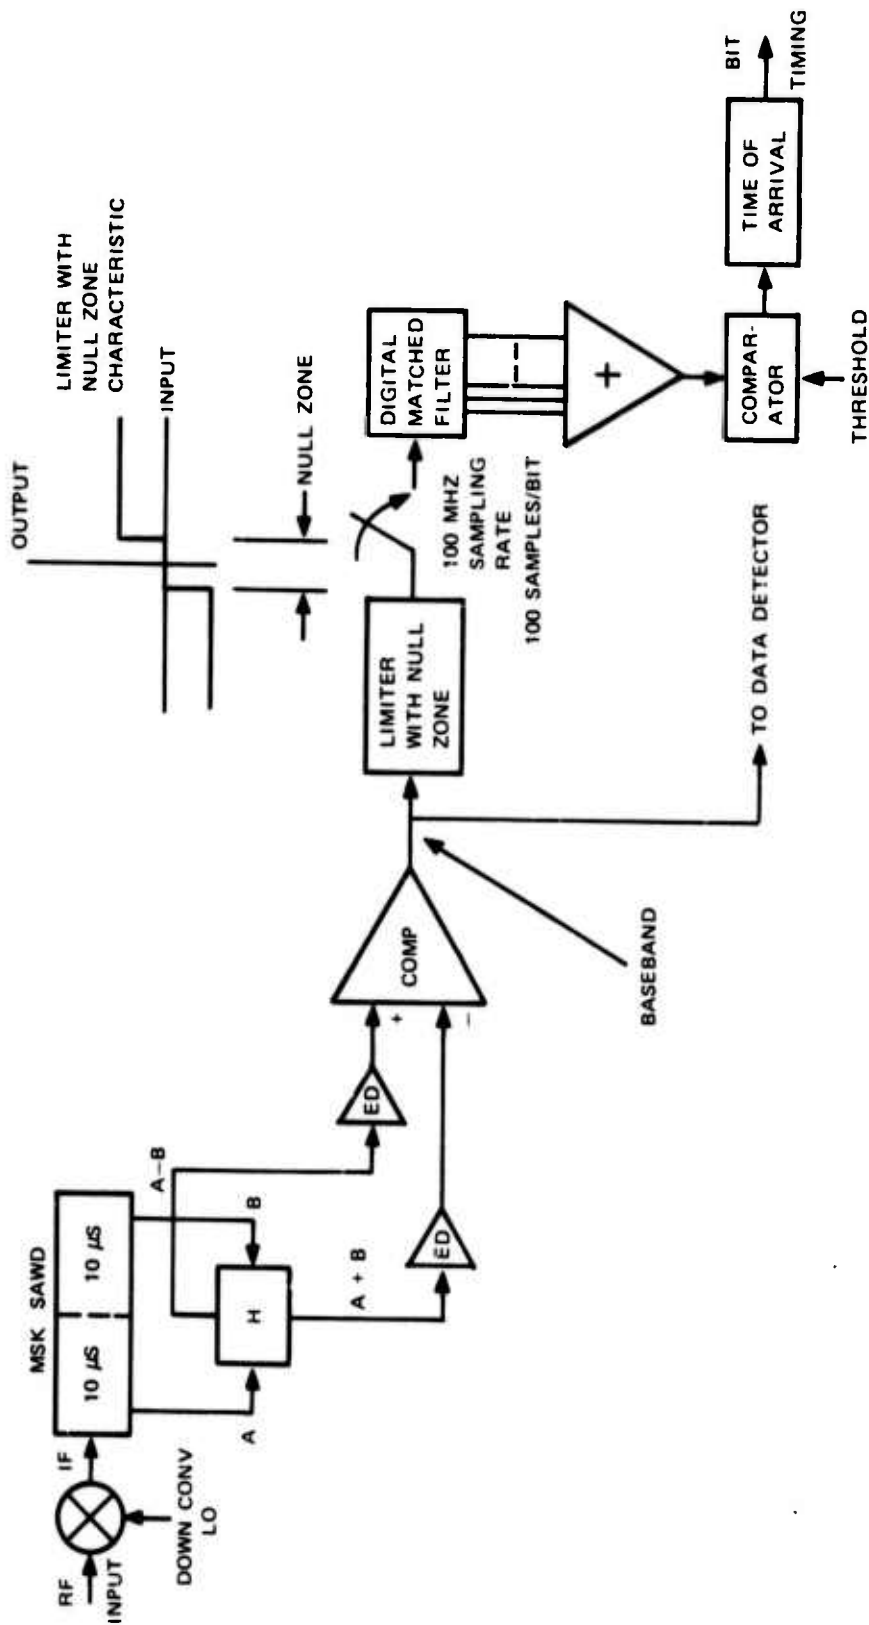 RF
INPUT
IF
DOWN CONV
LO
MSK SAWD
10 µS
10 µS
A
B
H
A–B
A + B
ED
ED
+
–
COMP
BASEBAND
TO DATA DETECTOR
LIMITER
WITH NULL
ZONE
OUTPUT
LIMITER WITH
NULL ZONE
CHARACTERISTIC
INPUT
NULL ZONE
100 MHZ
SAMPLING
RATE
100 SAMPLES/BIT
DIGITAL
MATCHED
FILTER
+
COMPAR-
ATOR
THRESHOLD
TIME OF
ARRIVAL
BIT
TIMING